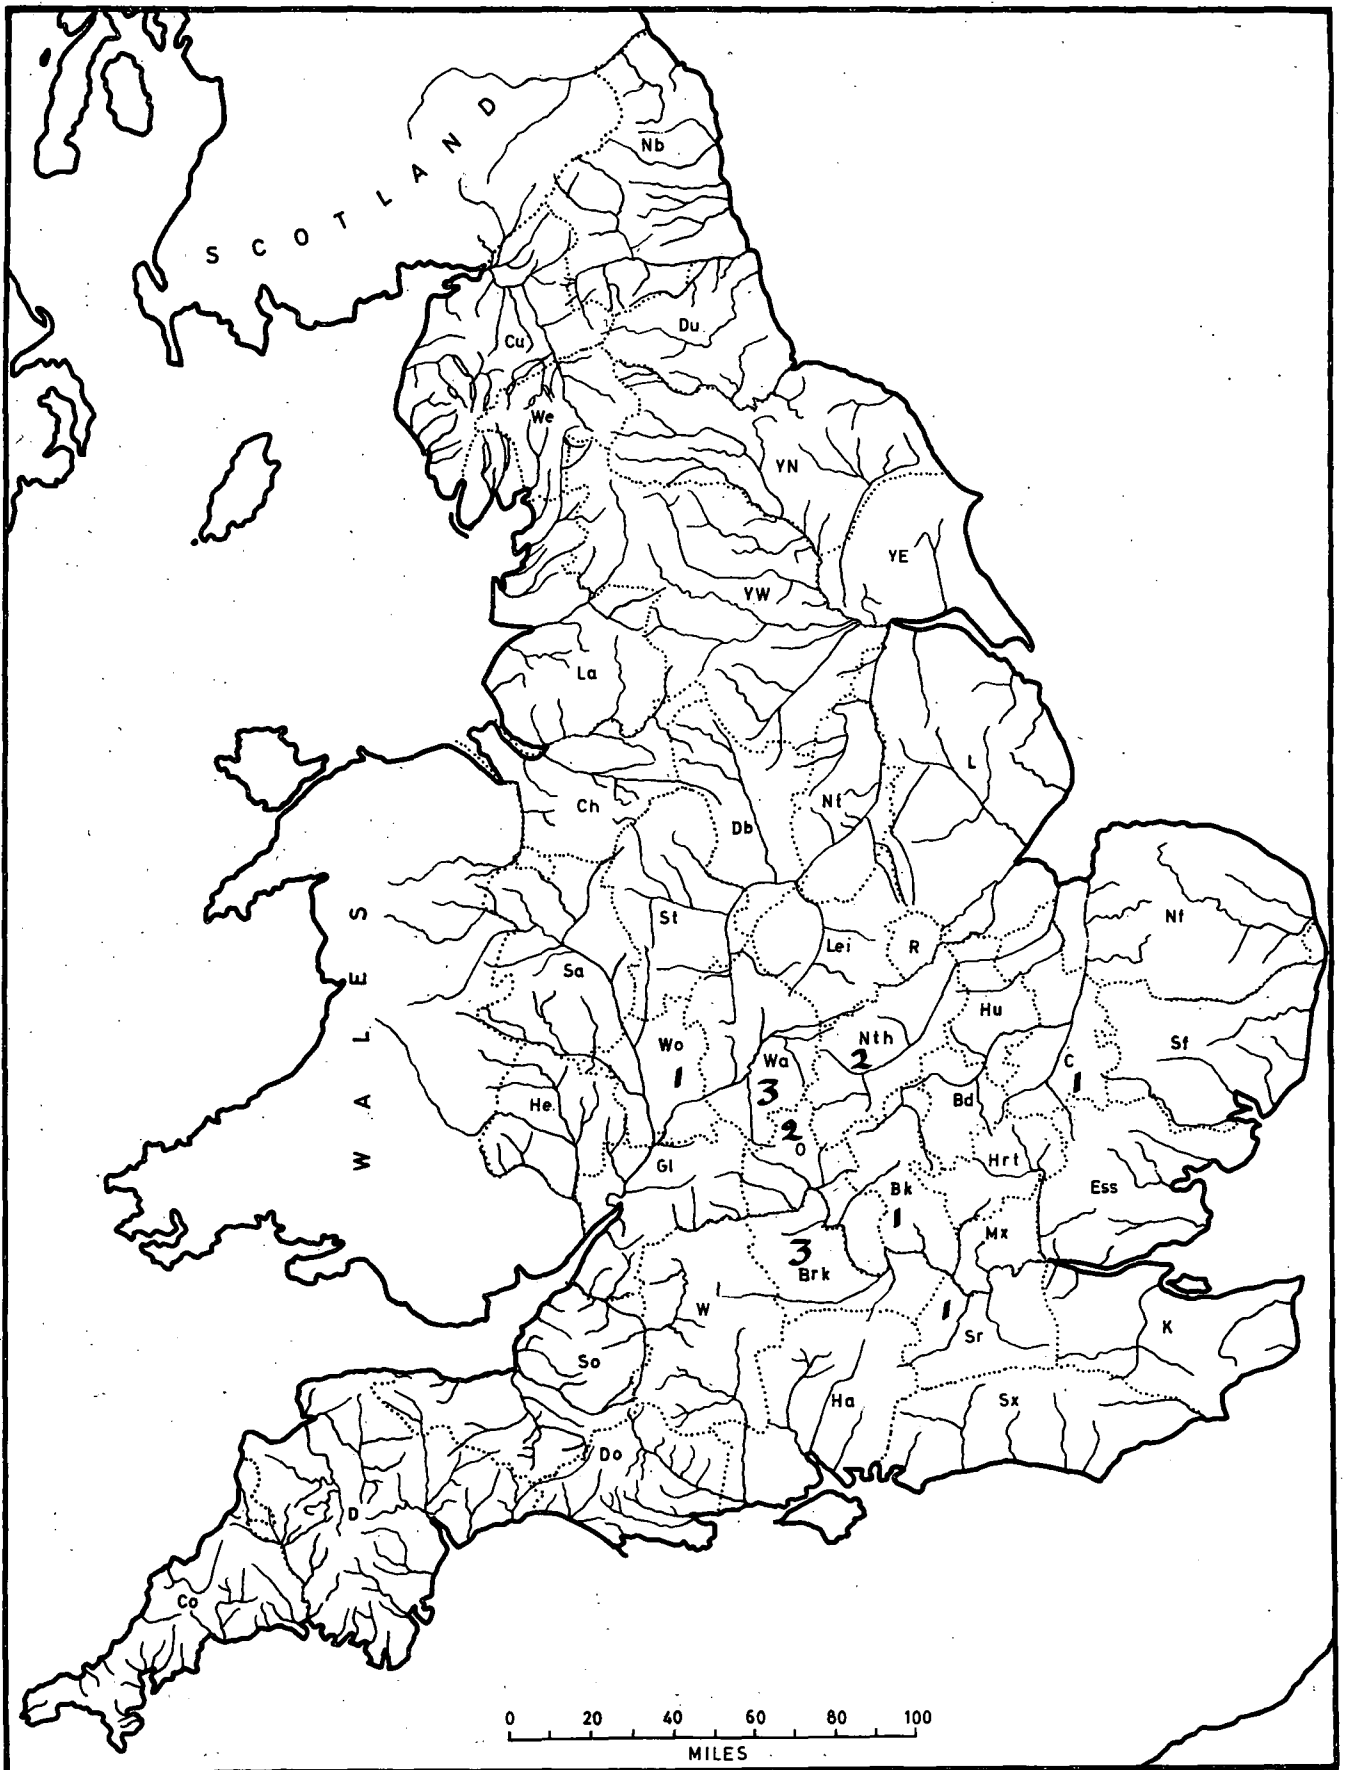 SCOTLAND
Nb
Du
Cu
We
YN
YE
YW
La
L
Ch
Nt
Db
Nf
St
Lei
R
Sa
Hu
Nth
2
Sf
Wo
1
Wa
3
C
1
He
Bd
2
O
Hrt
Gl
Ess
Bk
1
Mx
3
Brk
WALES
W
1
Sr
K
So
Ha
Sx
Do
D
Co
0 20 40 60 80 100
MILES